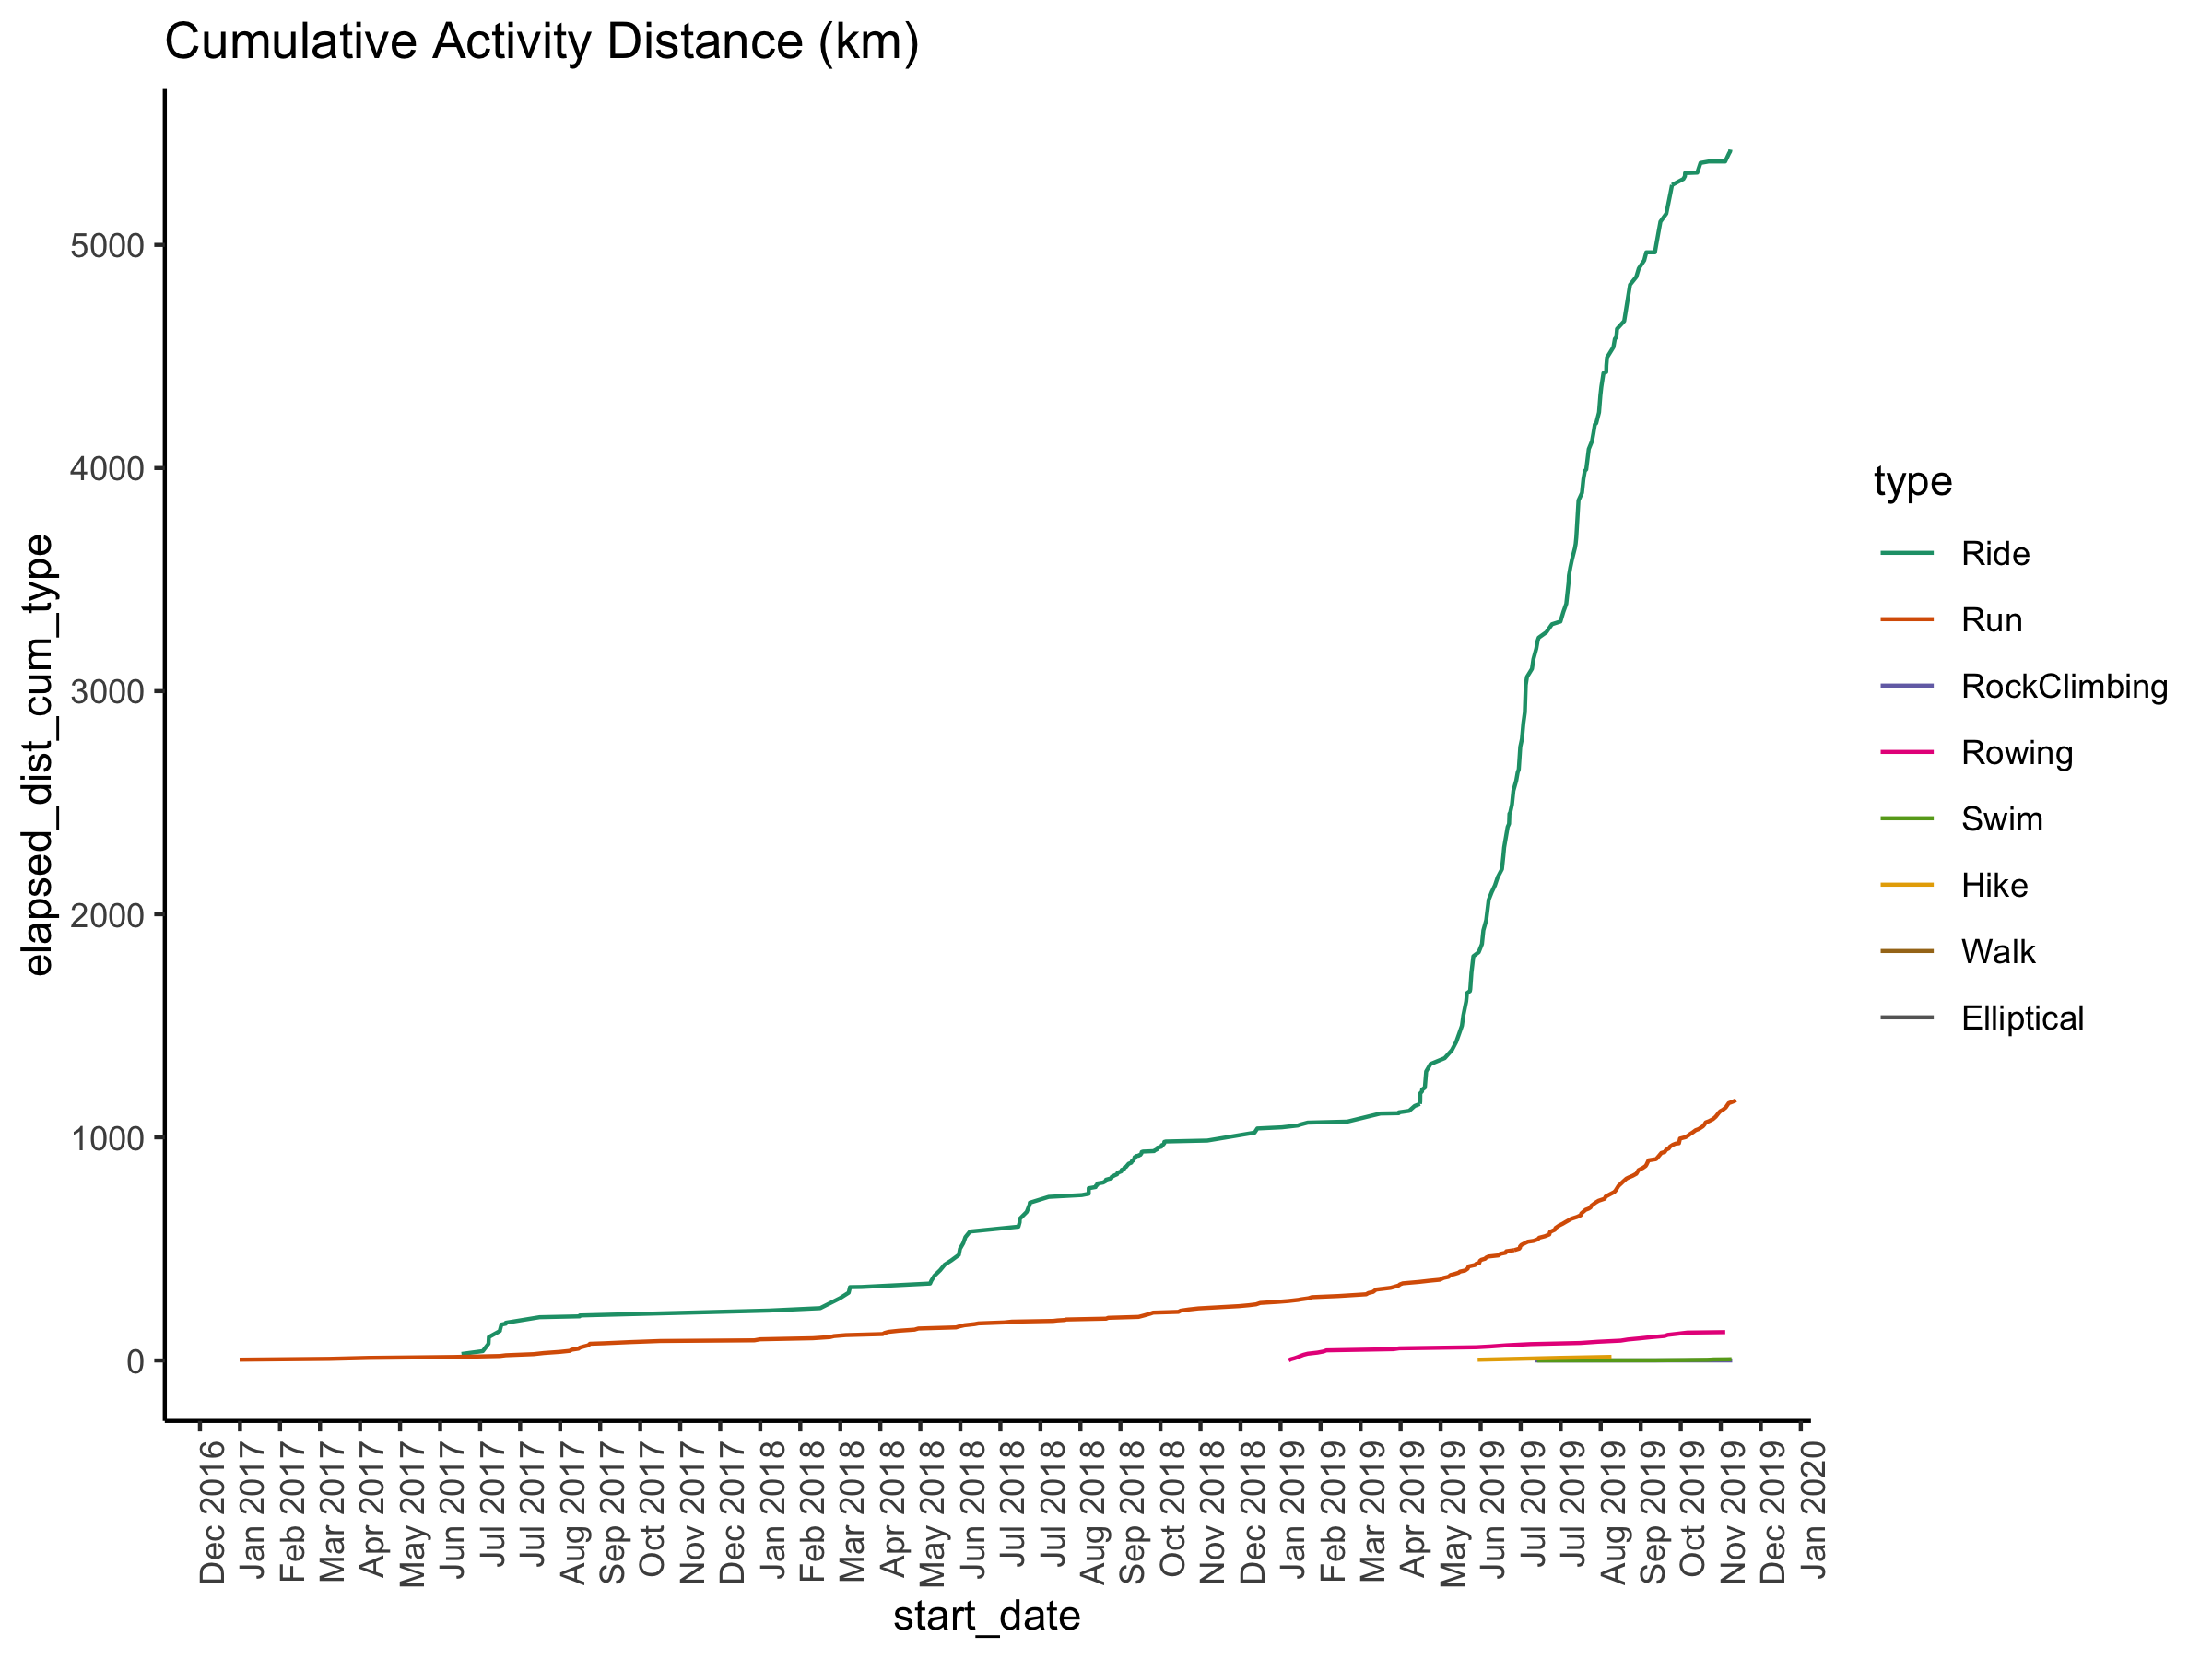 Cumulative Activity Distance (km)
elapsed_dist_cum_type
5000
4000
3000
2000
1000
0
Dec 2016
Jan 2017
Feb 2017
Mar 2017
Apr 2017
May 2017
Jun 2017
Jul 2017
Jul 2017
Aug 2017
Sep 2017
Oct 2017
Nov 2017
Dec 2017
Jan 2018
Feb 2018
Mar 2018
Apr 2018
May 2018
Jun 2018
Jul 2018
Jul 2018
Aug 2018
Sep 2018
Oct 2018
Nov 2018
Dec 2018
Jan 2019
Feb 2019
Mar 2019
Apr 2019
May 2019
Jun 2019
Jul 2019
Jul 2019
Aug 2019
Sep 2019
Oct 2019
Nov 2019
Dec 2019
Jan 2020
start_date
type
Ride
Run
RockClimbing
Rowing
Swim
Hike
Walk
Elliptical